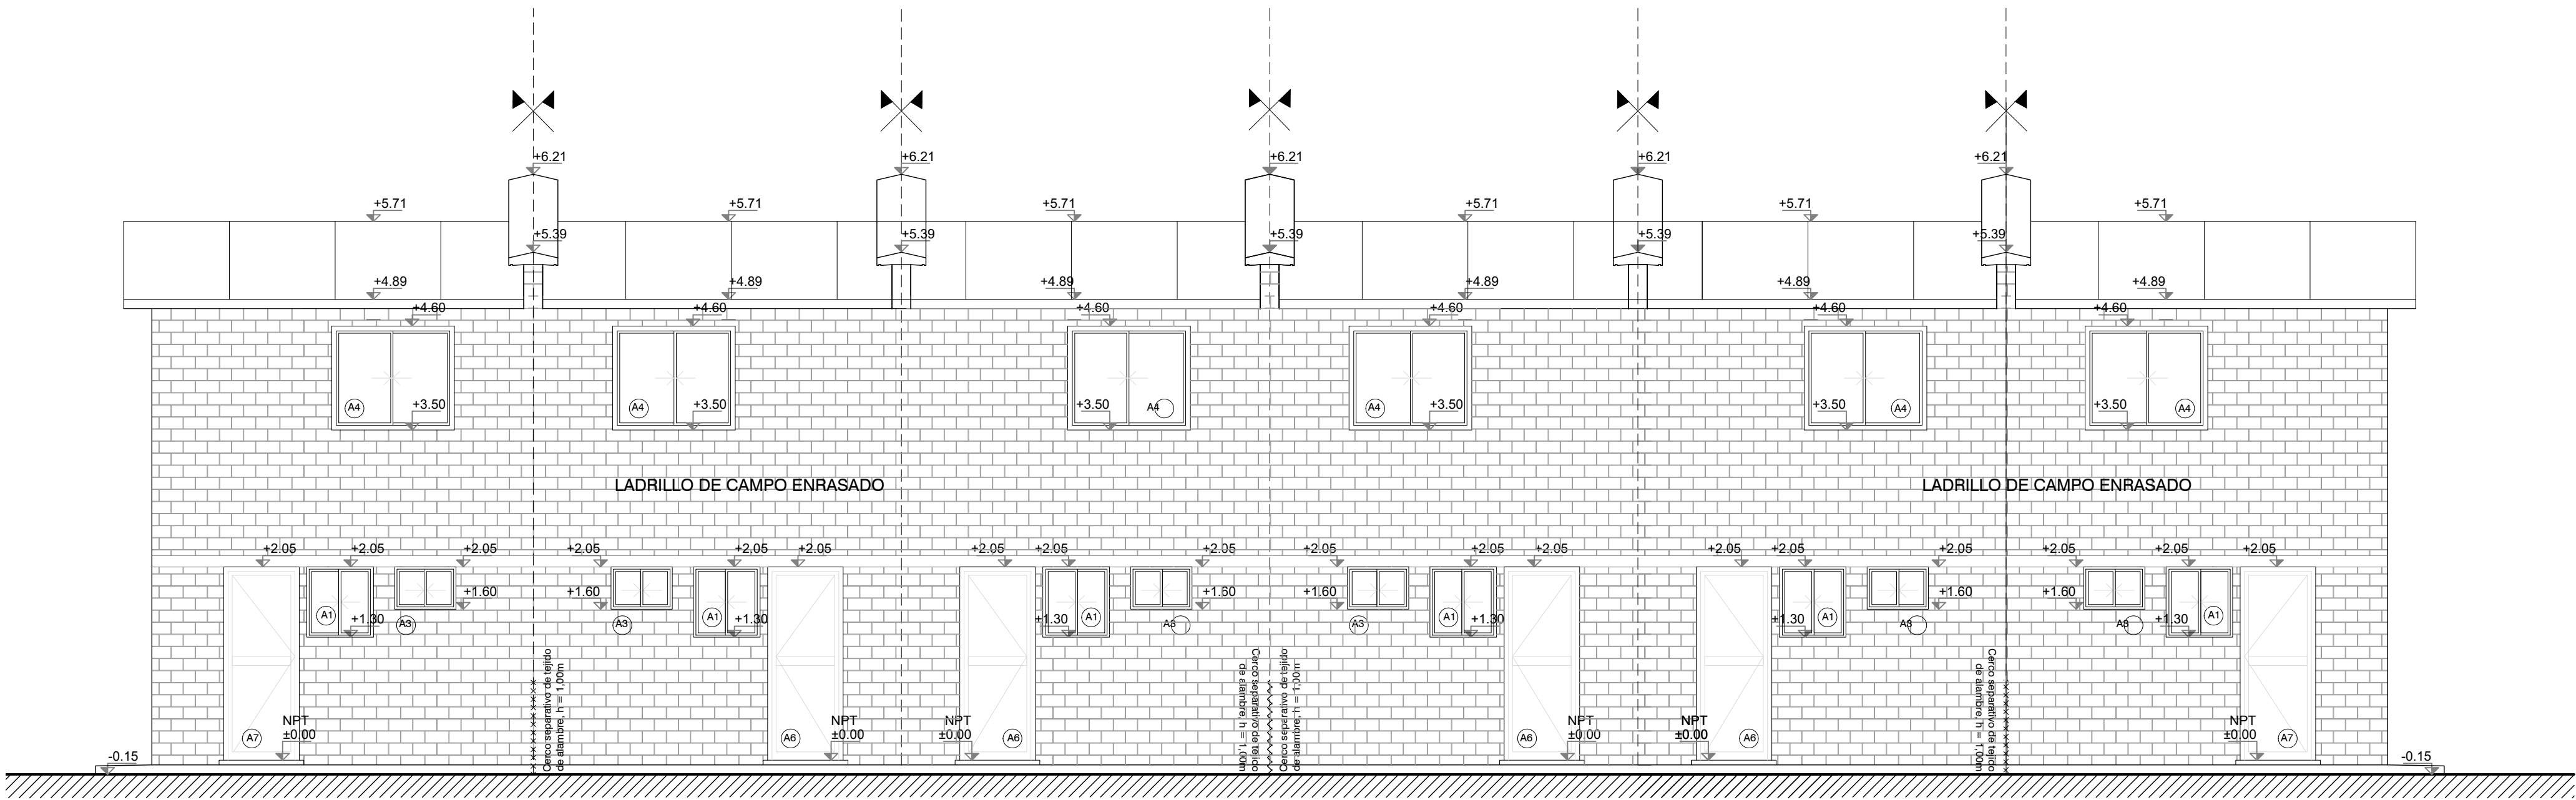 +6.21 +6.21 +6.21 +6.21 +6.21
+5.71 +5.71 +5.71 +5.71 +5.71 +5.71
+5.39 +5.39 +5.39 +5.39 +5.39
+4.89 +4.89 +4.89 +4.89 +4.89 +4.89
+4.60 +4.60 +4.60 +4.60 +4.60 +4.60
A4 +3.50 A4 +3.50 +3.50 A4 A4 +3.50 +3.50 A4 +3.50 A4
LADRILLO DE CAMPO ENRASADO LADRILLO DE CAMPO ENRASADO
+2.05 +2.05 +2.05 +2.05 +2.05 +2.05 +2.05 +2.05 +2.05 +2.05 +2.05 +2.05 +2.05 +2.05 +2.05 +2.05 +2.05 +2.05
+1.60 +1.60 +1.60 +1.60 +1.60 +1.60
A1 A1 A1 A1 A1 A1
+1.30 +1.30 +1.30 +1.30 +1.30 +1.30
A3 A3 A3 A3 A3 A3
Cerco separativo de tejido
de alambre, h = 1,00m
Cerco separativo de tejido
de alambre, h = 1,00m
Cerco separativo de tejido
de alambre, h = 1,00m
Cerco separativo de tejido
de alambre, h = 1,00m
NPT NPT NPT NPT NPT NPT
±0.00 ±0.00 ±0.00 ±0.00 ±0.00 ±0.00
A7 A6 A6 A6 A6 A7
-0.15 -0.15